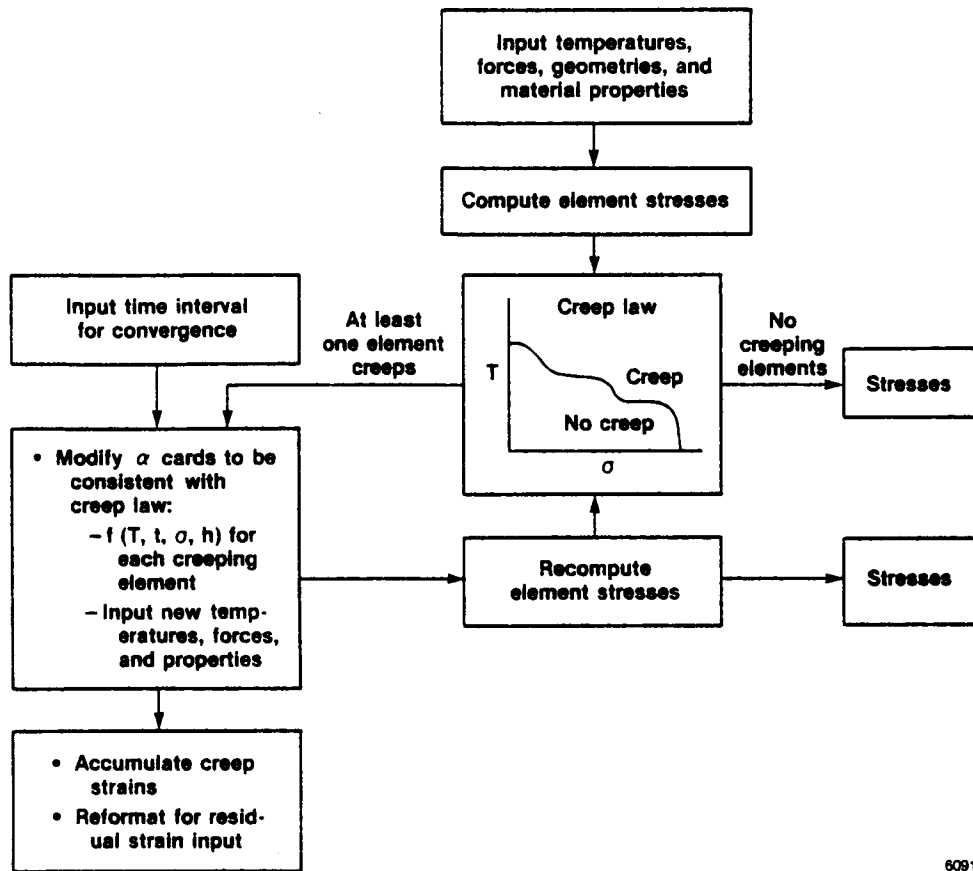 Input temperatures,
forces, geometries, and
material properties
Compute element stresses
Input time interval
for convergence
At least
one element
creeps
Creep law
T
Creep
No creep
σ
No
creeping
elements
Stresses
• Modify α cards to be
consistent with
creep law:
– f (T, t, σ, h) for
each creeping
element
– Input new temp-
eratures, forces,
and properties
Recompute
element stresses
Stresses
• Accumulate creep
strains
• Reformat for resid-
ual strain input
6091